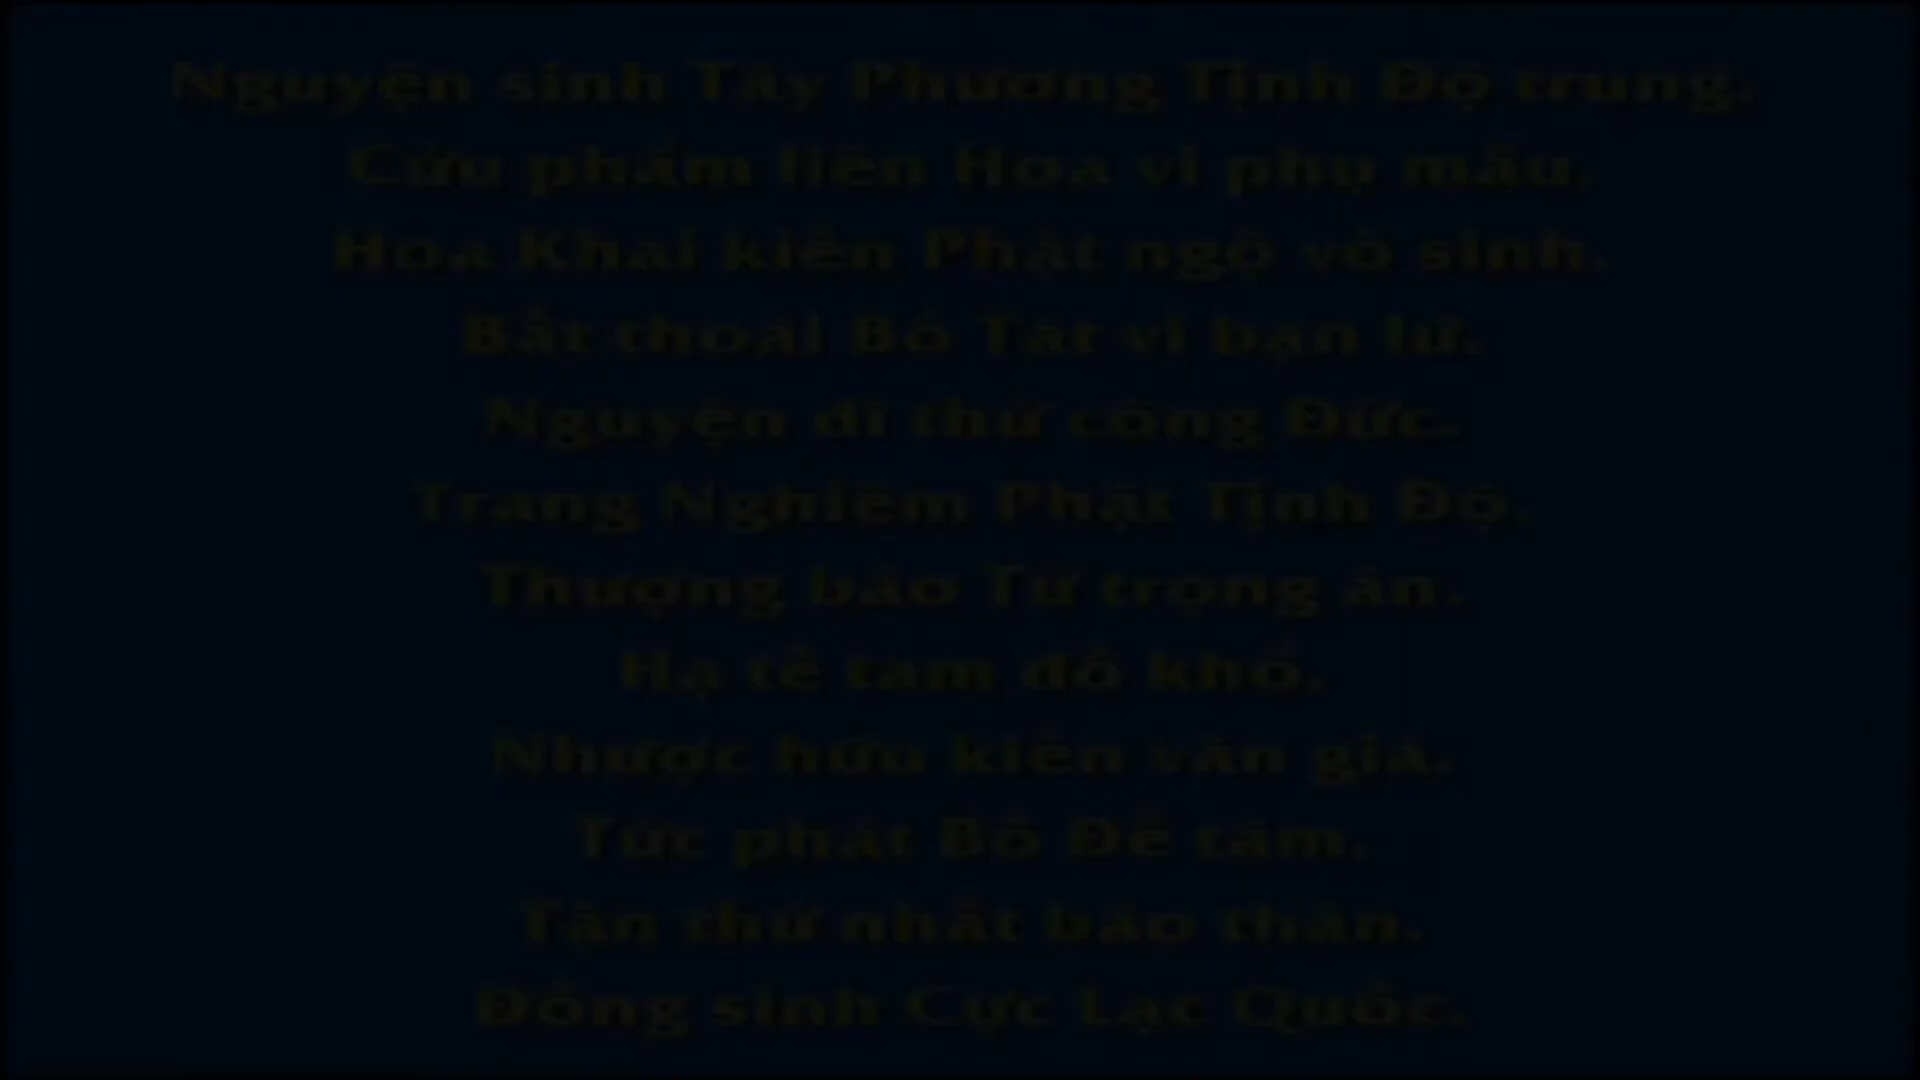 Nguyện sinh Tây Phương Tịnh Độ trung.
Cửu phẩm liên Hoa vi phụ mẫu.
Hoa Khai kiến Phật ngộ vô sinh.
Bất thoái Bồ Tát vi bạn lữ.
Nguyện dĩ thử công Đức.
Trang Nghiêm Phật Tịnh Độ.
Thượng báo Tứ trọng ân.
Hạ tế tam đồ khổ.
Nhược hữu kiến văn giả.
Tức phát Bồ Đề tâm.
Tận thử nhất báo thân.
Đồng sinh Cực Lạc Quốc.